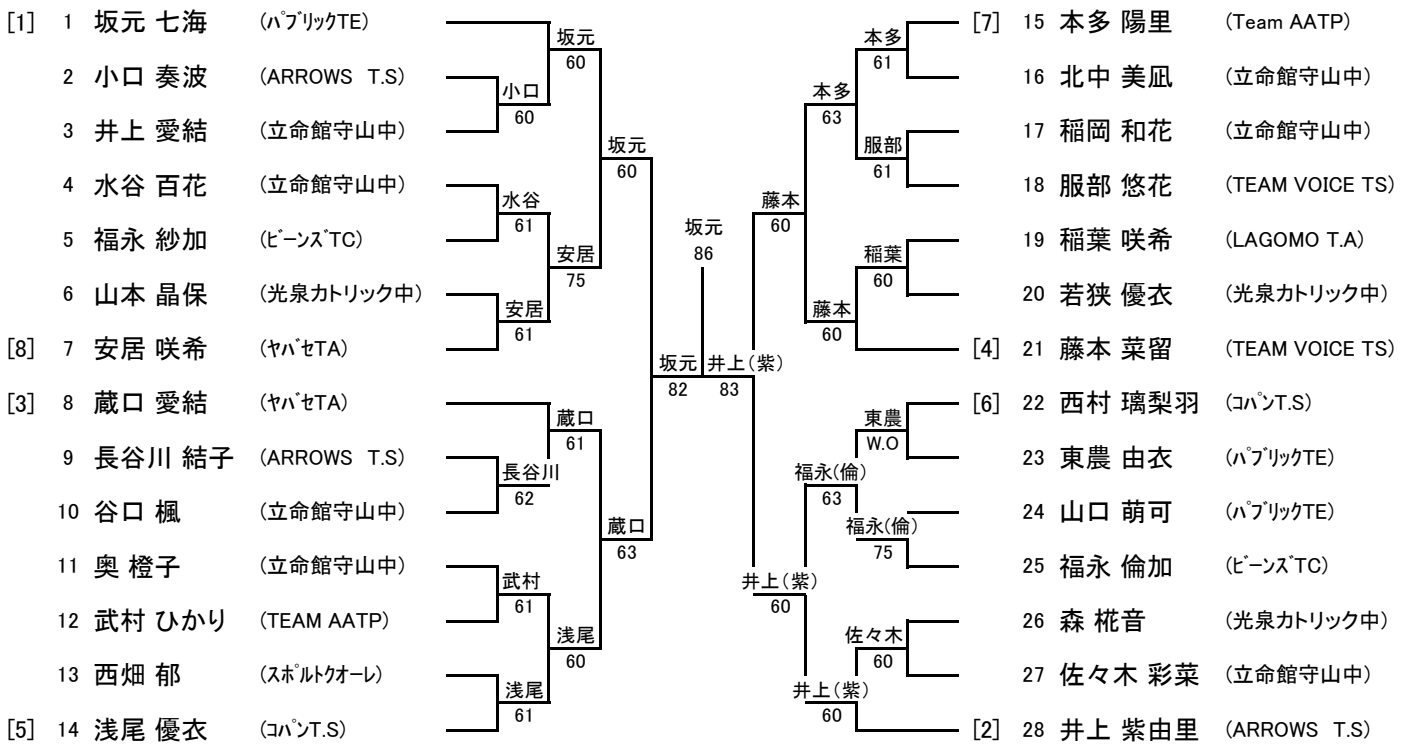 [1] 1 坂元 七海 (ﾊﾟﾌﾞﾘｯｸTE)
2 小口 奏波 (ARROWS T.S)
3 井上 愛結 (立命館守山中)
4 水谷 百花 (立命館守山中)
5 福永 紗加 (ﾋﾞｰﾝｽﾞTC)
6 山本 晶保 (光泉カトリック中)
[8] 7 安居 咲希 (ﾔﾊﾞｾTA)
[3] 8 蔵口 愛結 (ﾔﾊﾞｾTA)
9 長谷川 結子 (ARROWS T.S)
10 谷口 楓 (立命館守山中)
11 奥 橙子 (立命館守山中)
12 武村 ひかり (TEAM AATP)
13 西畑 郁 (ｽﾎﾟﾙﾄクオーレ)
[5] 14 浅尾 優衣 (ｺﾊﾟﾝT.S)
小口
60
水谷
61
安居
61
長谷川
62
武村
61
浅尾
61
坂元
60
安居
75
蔵口
61
浅尾
60
坂元
60
蔵口
63
坂元
82
坂元
86
井上(紫)
83
藤本
60
井上(紫)
60
本多
63
藤本
60
福永(倫)
63
井上(紫)
60
本多
61
服部
61
稲葉
60
東農
W.O
福永(倫)
75
佐々木
60
[7] 15 本多 陽里 (Team AATP)
16 北中 美凪 (立命館守山中)
17 稲岡 和花 (立命館守山中)
18 服部 悠花 (TEAM VOICE TS)
19 稲葉 咲希 (LAGOMO T.A)
20 若狭 優衣 (光泉カトリック中)
[4] 21 藤本 菜留 (TEAM VOICE TS)
[6] 22 西村 璃梨羽 (ｺﾊﾟﾝT.S)
23 東農 由衣 (ﾊﾟﾌﾞﾘｯｸTE)
24 山口 萌可 (ﾊﾟﾌﾞﾘｯｸTE)
25 福永 倫加 (ﾋﾞｰﾝｽﾞTC)
26 森 椛音 (光泉カトリック中)
27 佐々木 彩菜 (立命館守山中)
[2] 28 井上 紫由里 (ARROWS T.S)